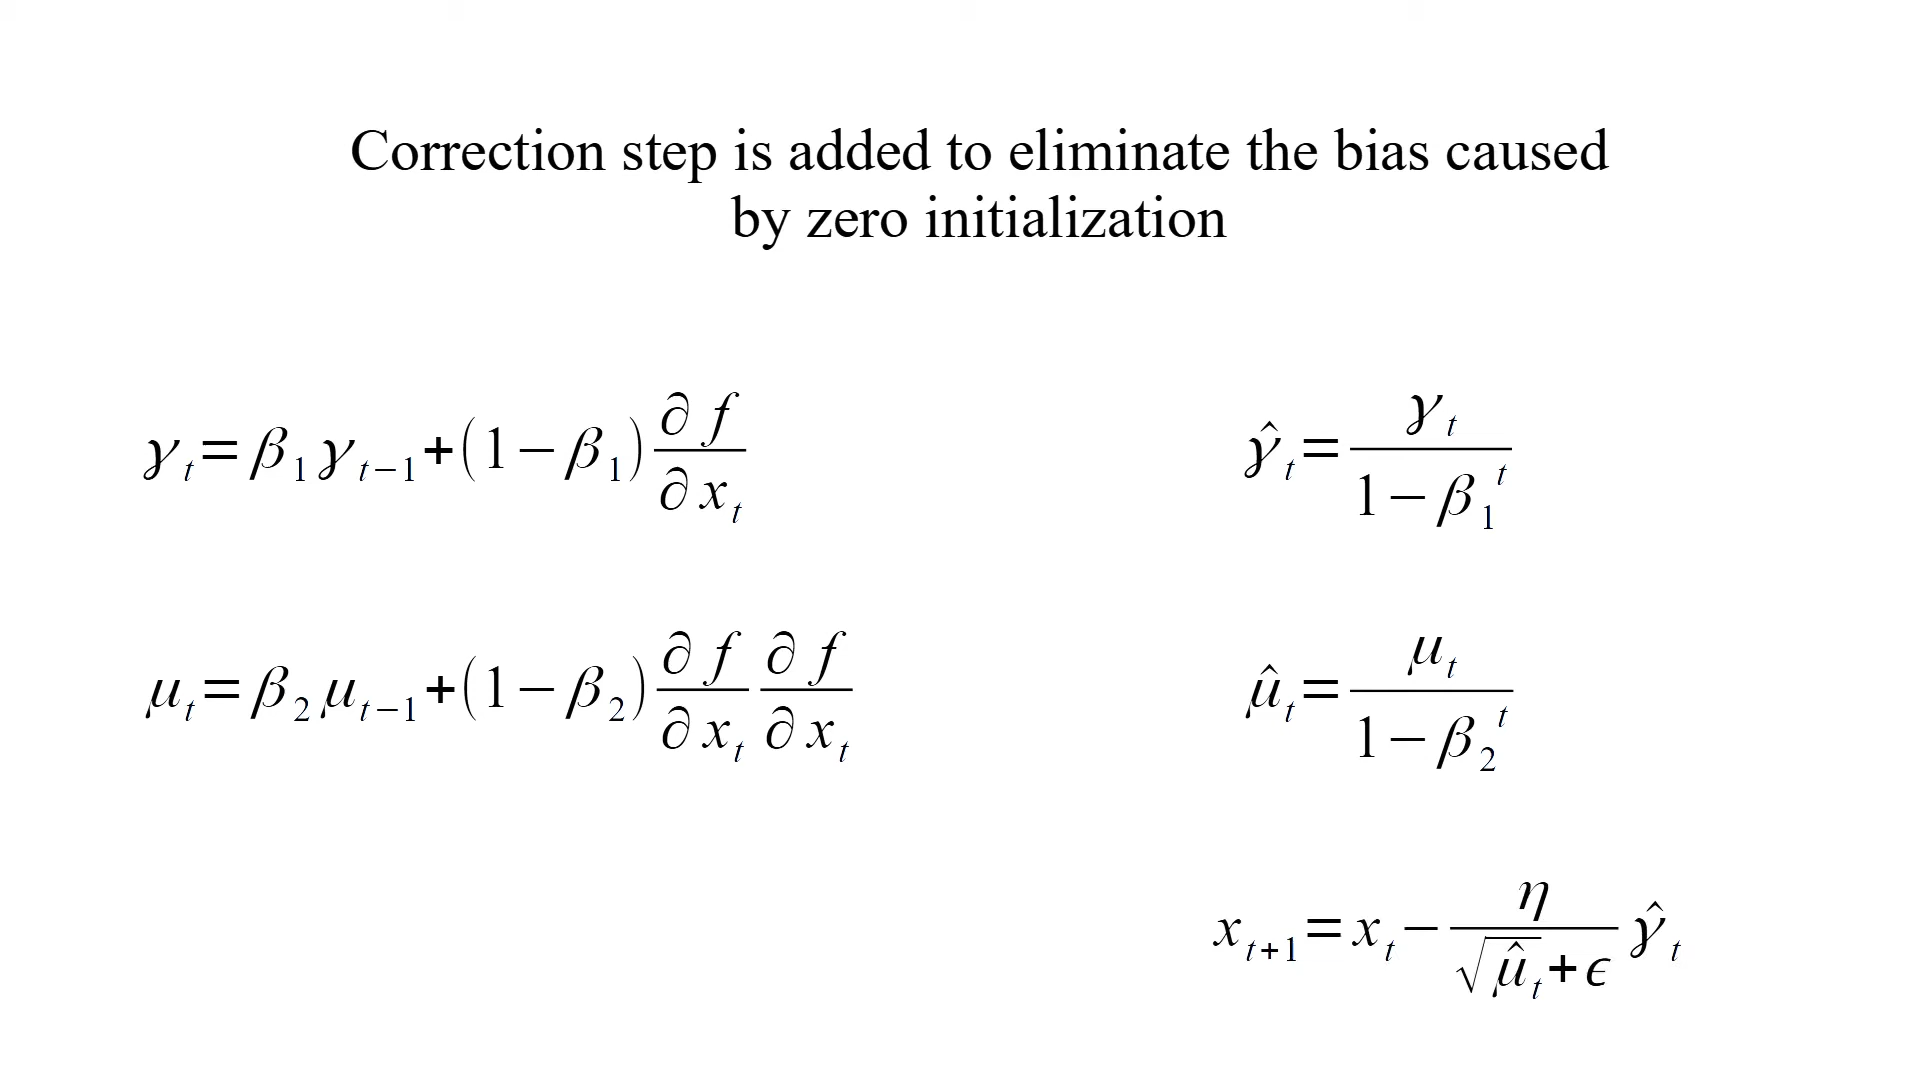 Correction step is added to eliminate the bias caused
by zero initialization
γ_t = β_1 γ_{t−1} + (1 − β_1) ∂f/∂x_t
γ̂_t = γ_t / (1 − β_1^t)
μ_t = β_2 μ_{t−1} + (1 − β_2) ∂f/∂x_t ∂f/∂x_t
μ̂_t = μ_t / (1 − β_2^t)
x_{t+1} = x_t − η / (√μ̂_t + ϵ) γ̂_t